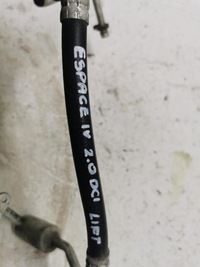 ESPACE IV 2.0 DCI LIFT